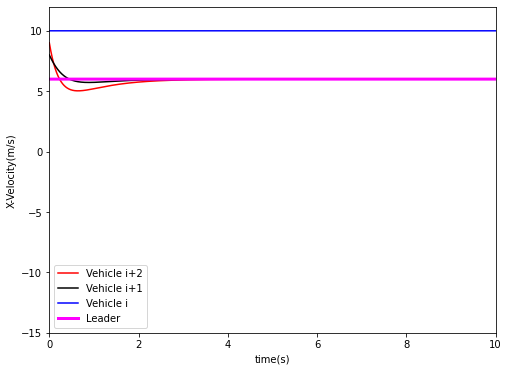 10
5
0
−5
−10
−15
X-Velocity(m/s)
Vehicle i+2
Vehicle i+1
Vehicle i
Leader
0
2
4
6
8
10
time(s)